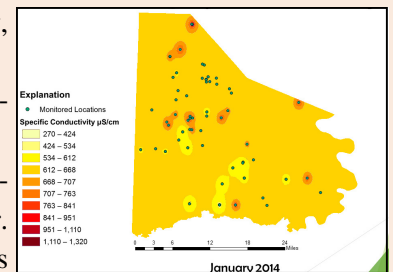 Explanation
Monitored Locations
Specific Conductivity µS/cm
270 – 424
424 – 534
534 – 612
612 – 668
668 – 707
707 – 763
763 – 841
841 – 951
951 – 1,110
1,110 – 1,320
0 3 6 12 18 24
Miles
January 2014